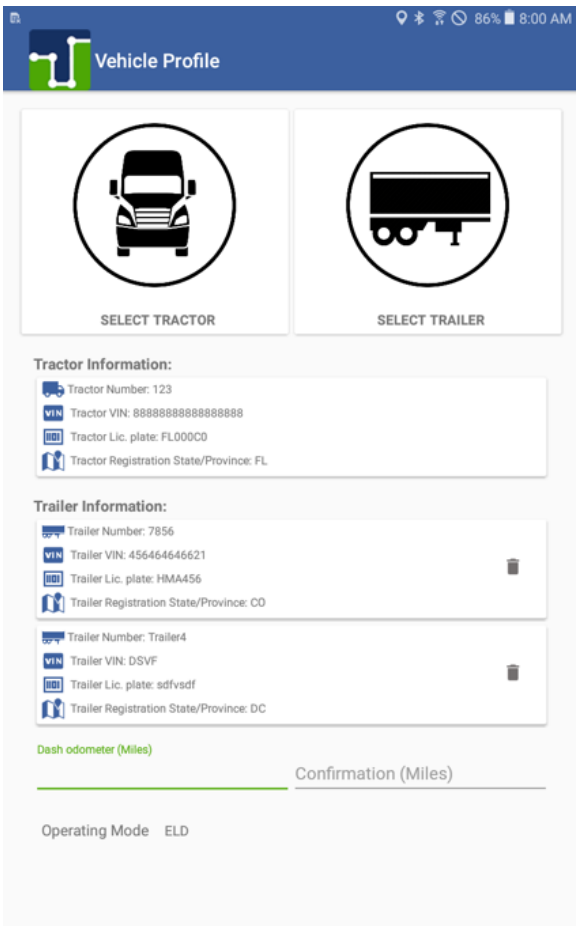 86% 8:00 AM
Vehicle Profile
SELECT TRACTOR
SELECT TRAILER
Tractor Information:
Tractor Number: 123
VIN Tractor VIN: 88888888888888888
Tractor Lic. plate: FL000C0
Tractor Registration State/Province: FL
Trailer Information:
Trailer Number: 7856
VIN Trailer VIN: 456464646621
Trailer Lic. plate: HMA456
Trailer Registration State/Province: CO
Trailer Number: Trailer4
VIN Trailer VIN: DSVF
Trailer Lic. plate: sdfvsdf
Trailer Registration State/Province: DC
Dash odometer (Miles)
Confirmation (Miles)
Operating Mode ELD